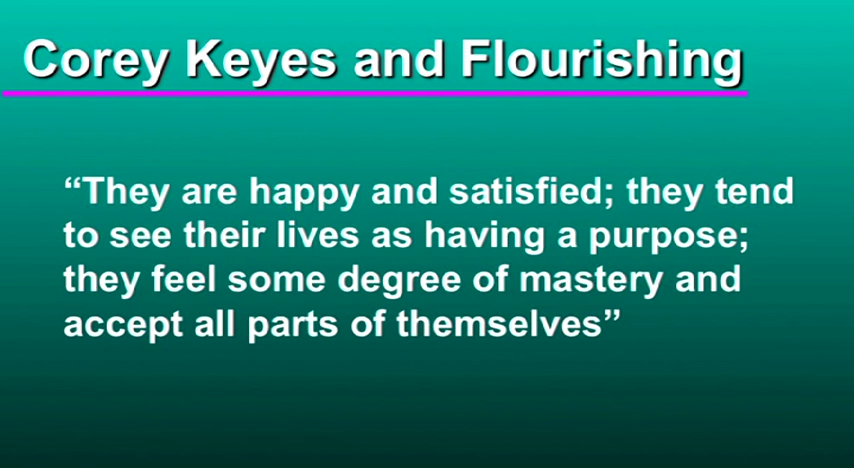 Corey Keyes and Flourishing
“They are happy and satisfied; they tend
to see their lives as having a purpose;
they feel some degree of mastery and
accept all parts of themselves”